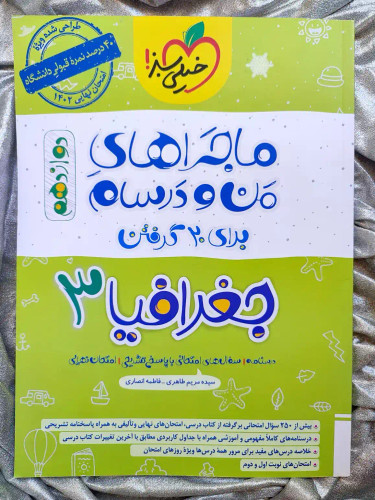 خیلی سبز!
طراحی شده ویژهٔ
۴۰ درصد نمره قبولی دانشگاه
امتحان نهایی ۱۴۰۲
دوازدهم
ماجراهای
من و درسام
برای ۲۰ گرفتن
جغرافیا ۳
درسنامه | سؤال‌های امتحانی با پاسخ تشریحی | امتحان نهایی
سیده مریم طاهری ـ فاطمه انصاری
بیش از ۲۵۰ سؤال امتحانی برگرفته از کتاب درسی، امتحان‌های نهایی و تألیفی به همراه پاسخنامه تشریحی
درسنامه‌های کاملاً مفهومی و آموزشی همراه با جداول کاربردی مطابق با آخرین تغییرات کتاب درسی
خلاصه درس‌های مفید برای مرور همهٔ درس‌ها ویژهٔ روزهای امتحان
امتحان‌های نوبت اول و دوم